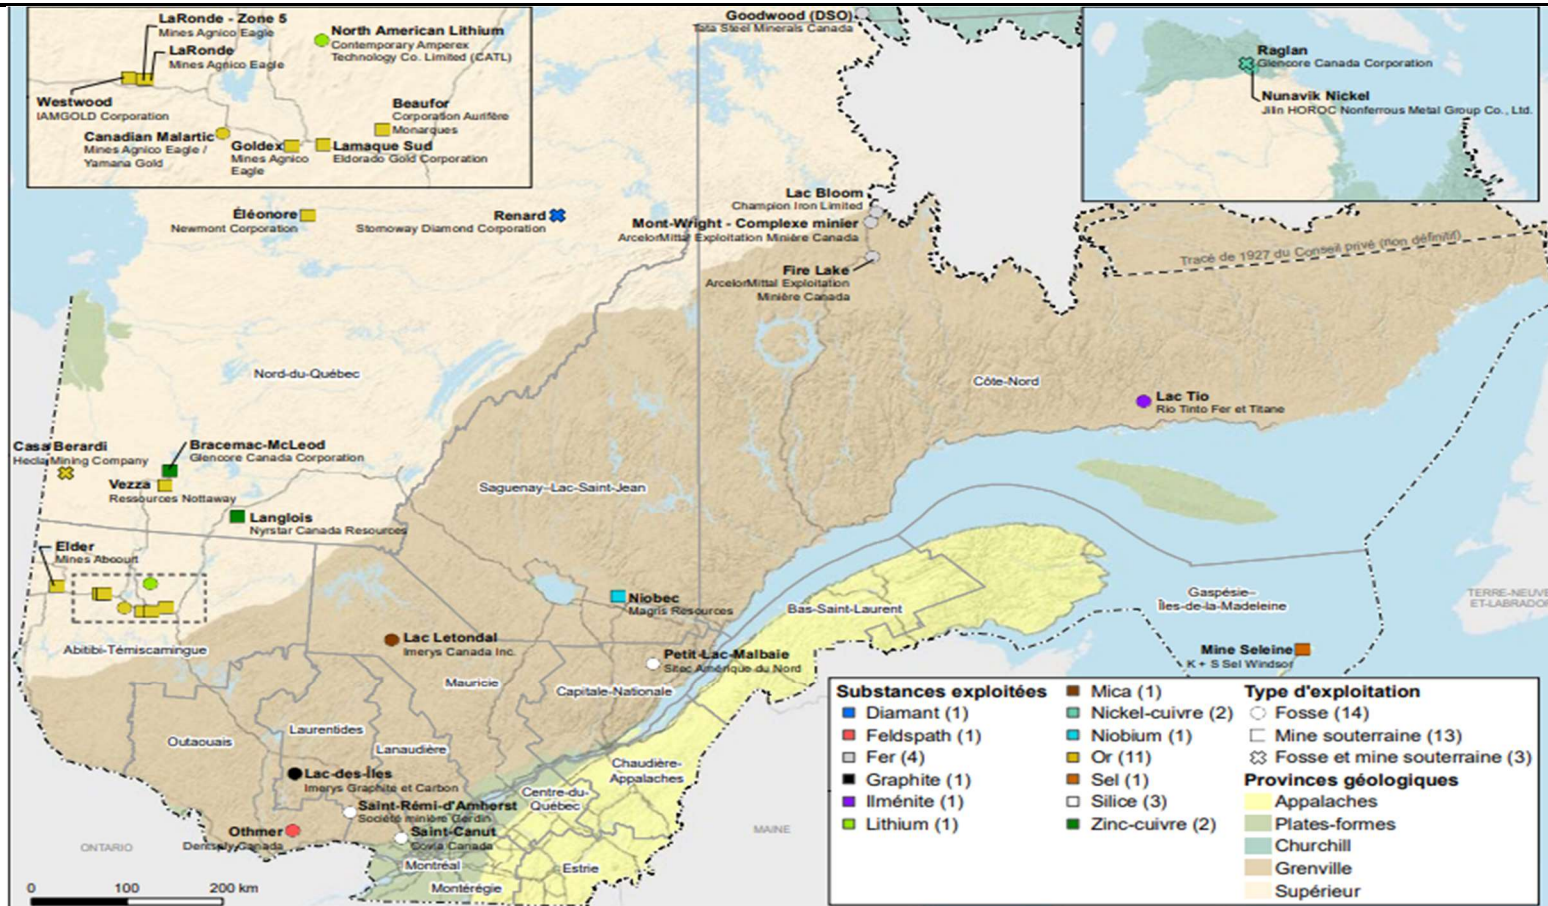 LaRonde - Zone 5
Mines Agnico Eagle
LaRonde
Mines Agnico Eagle
North American Lithium
Contemporary Amperex
Technology Co. Limited (CATL)
Westwood
IAMGOLD Corporation
Beaufor
Corporation Aurifère
Monarques
Canadian Malartic
Mines Agnico Eagle /
Yamana Gold
Goldex
Mines Agnico
Eagle
Lamaque Sud
Eldorado Gold Corporation
Goodwood (DSO)
Tata Steel Minerals Canada
Raglan
Glencore Canada Corporation
Nunavik Nickel
Jilin HOROC Nonferrous Metal Group Co., Ltd.
Éléonore
Newmont Corporation
Renard
Stornoway Diamond Corporation
Lac Bloom
Champion Iron Limited
Mont-Wright - Complexe minier
ArcelorMittal Exploitation Minière Canada
Fire Lake
ArcelorMittal Exploitation
Minière Canada
Tracé de 1927 du Conseil privé (non définitif)
Nord-du-Québec
Côte-Nord
Lac Tio
Rio Tinto Fer et Titane
Casa Berardi
Hecla Mining Company
Bracemac-McLeod
Glencore Canada Corporation
Vezza
Ressources Nottaway
Saguenay–Lac-Saint-Jean
Langlois
Nyrstar Canada Resources
Elder
Mines Abcourt
Niobec
Magris Resources
Bas-Saint-Laurent
Gaspésie–
Îles-de-la-Madeleine
TERRE-NEUVE
ET-LABRADOR
Abitibi-Témiscamingue
Lac Letondal
Imerys Canada Inc.
Petit-Lac-Malbaie
Sitec Amérique du Nord
Mine Seleine
K + S Sel Windsor
Mauricie
Capitale-Nationale
Outaouais
Laurentides
Lanaudière
Chaudière-
Appalaches
Lac-des-Îles
Imerys Graphite et Carbon
Centre-du-
Québec
Saint-Rémi-d'Amherst
Société minière Gerdin
Othmer
Dentsply Canada
Saint-Canut
Covia Canada
MAINE
ONTARIO
Montréal
Estrie
Montérégie
0 100 200 km
Substances exploitées
Diamant (1)
Feldspath (1)
Fer (4)
Graphite (1)
Ilménite (1)
Lithium (1)
Mica (1)
Nickel-cuivre (2)
Niobium (1)
Or (11)
Sel (1)
Silice (3)
Zinc-cuivre (2)
Type d'exploitation
Fosse (14)
Mine souterraine (13)
Fosse et mine souterraine (3)
Provinces géologiques
Appalaches
Plates-formes
Churchill
Grenville
Supérieur